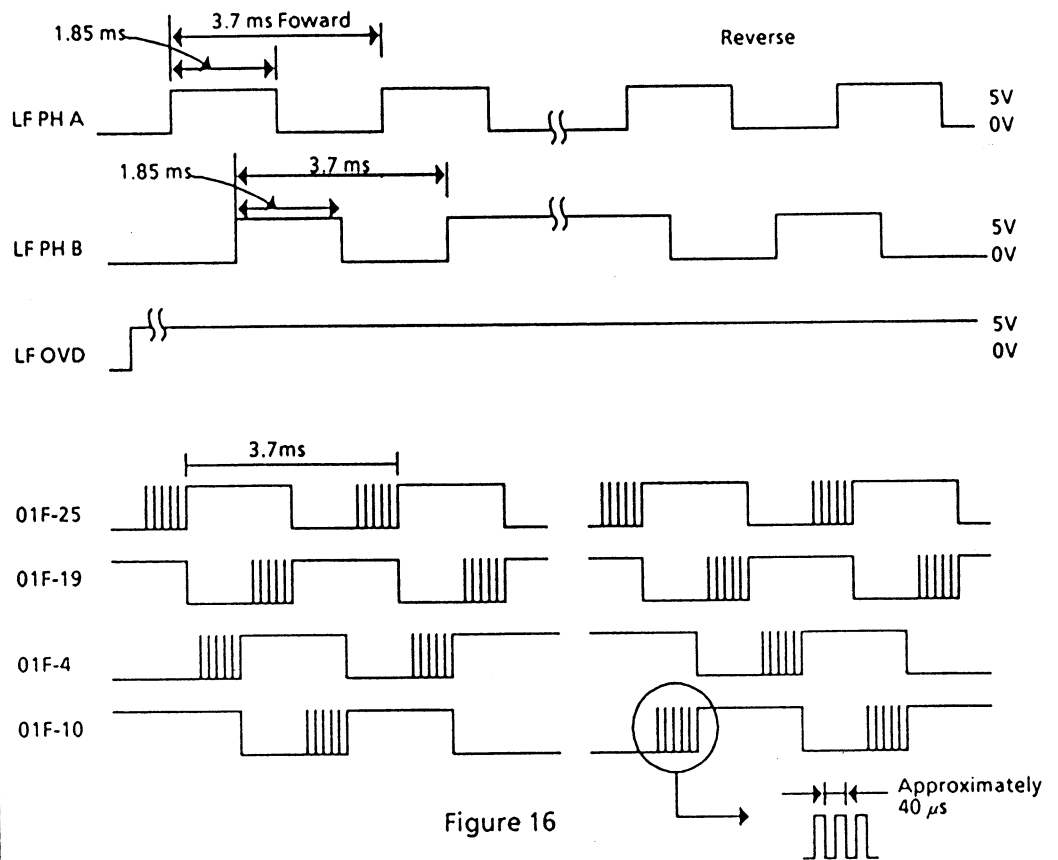 3.7 ms Foward
1.85 ms
Reverse
LF PH A
5V
0V
1.85 ms
3.7 ms
LF PH B
5V
0V
LF OVD
5V
0V
3.7ms
01F-25
01F-19
01F-4
01F-10
Approximately
40 µs
Figure 16